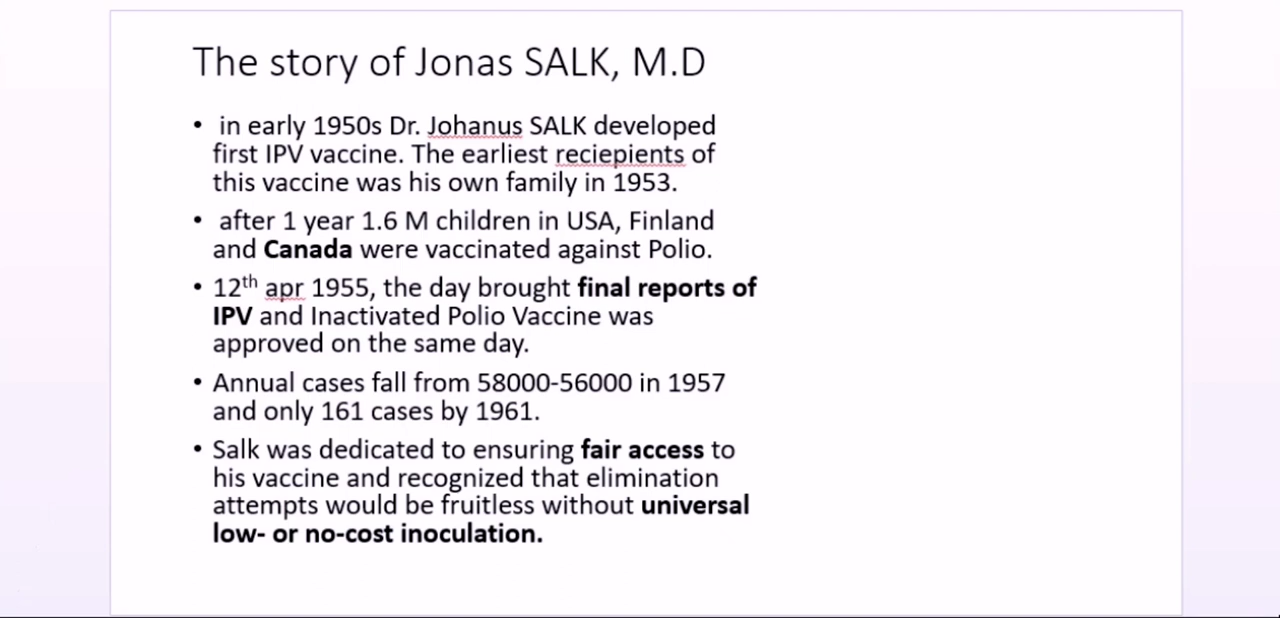 The story of Jonas SALK, M.D
• in early 1950s Dr. Johanus SALK developed
first IPV vaccine. The earliest reciepients of
this vaccine was his own family in 1953.
• after 1 year 1.6 M children in USA, Finland
and Canada were vaccinated against Polio.
• 12th apr 1955, the day brought final reports of
IPV and Inactivated Polio Vaccine was
approved on the same day.
• Annual cases fall from 58000-56000 in 1957
and only 161 cases by 1961.
• Salk was dedicated to ensuring fair access to
his vaccine and recognized that elimination
attempts would be fruitless without universal
low- or no-cost inoculation.